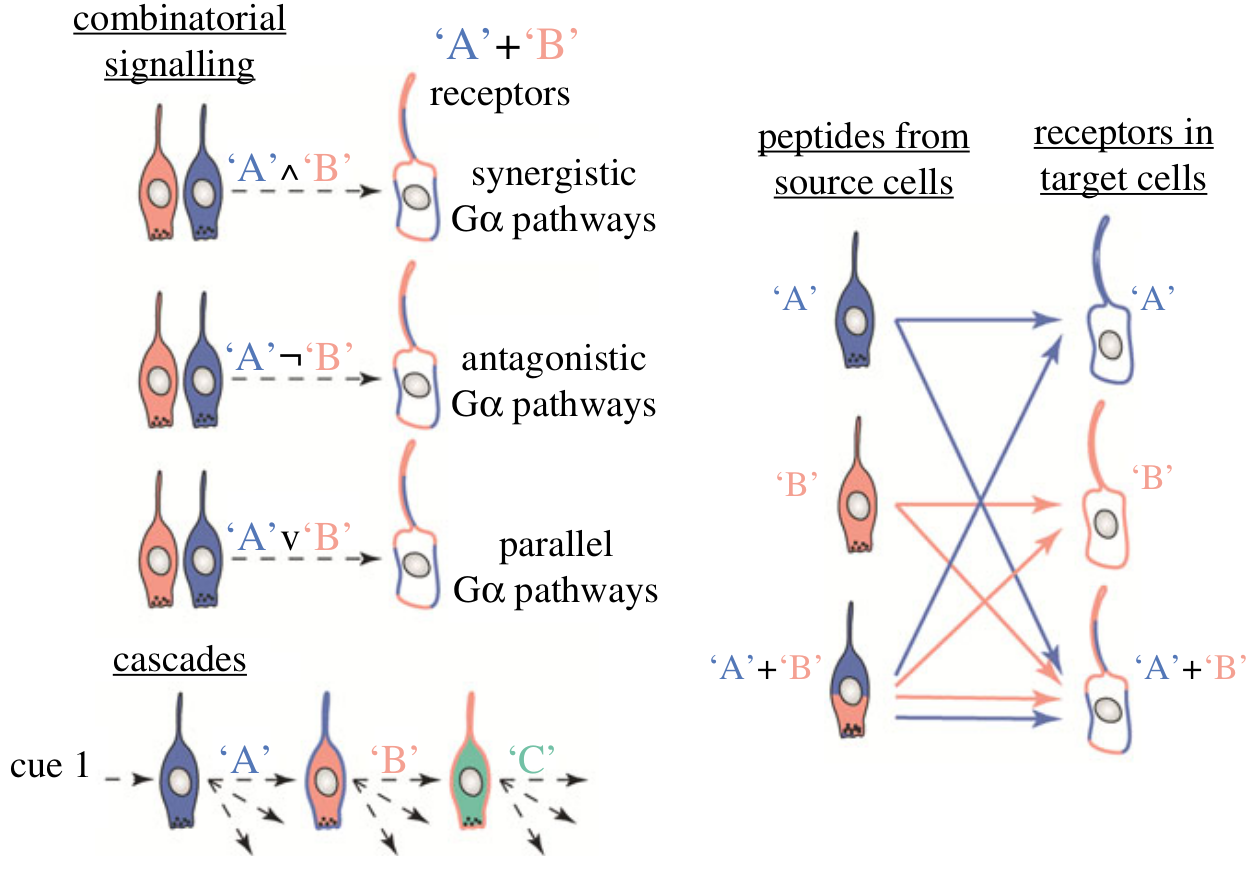 combinatorial
signalling
‘A’+‘B’
receptors
‘A’∧‘B’
synergistic
Gα pathways
‘A’¬‘B’
antagonistic
Gα pathways
‘A’v‘B’
parallel
Gα pathways
cascades
cue 1
‘A’
‘B’
‘C’
peptides from
source cells
receptors in
target cells
‘A’
‘A’
‘B’
‘B’
‘A’+‘B’
‘A’+‘B’